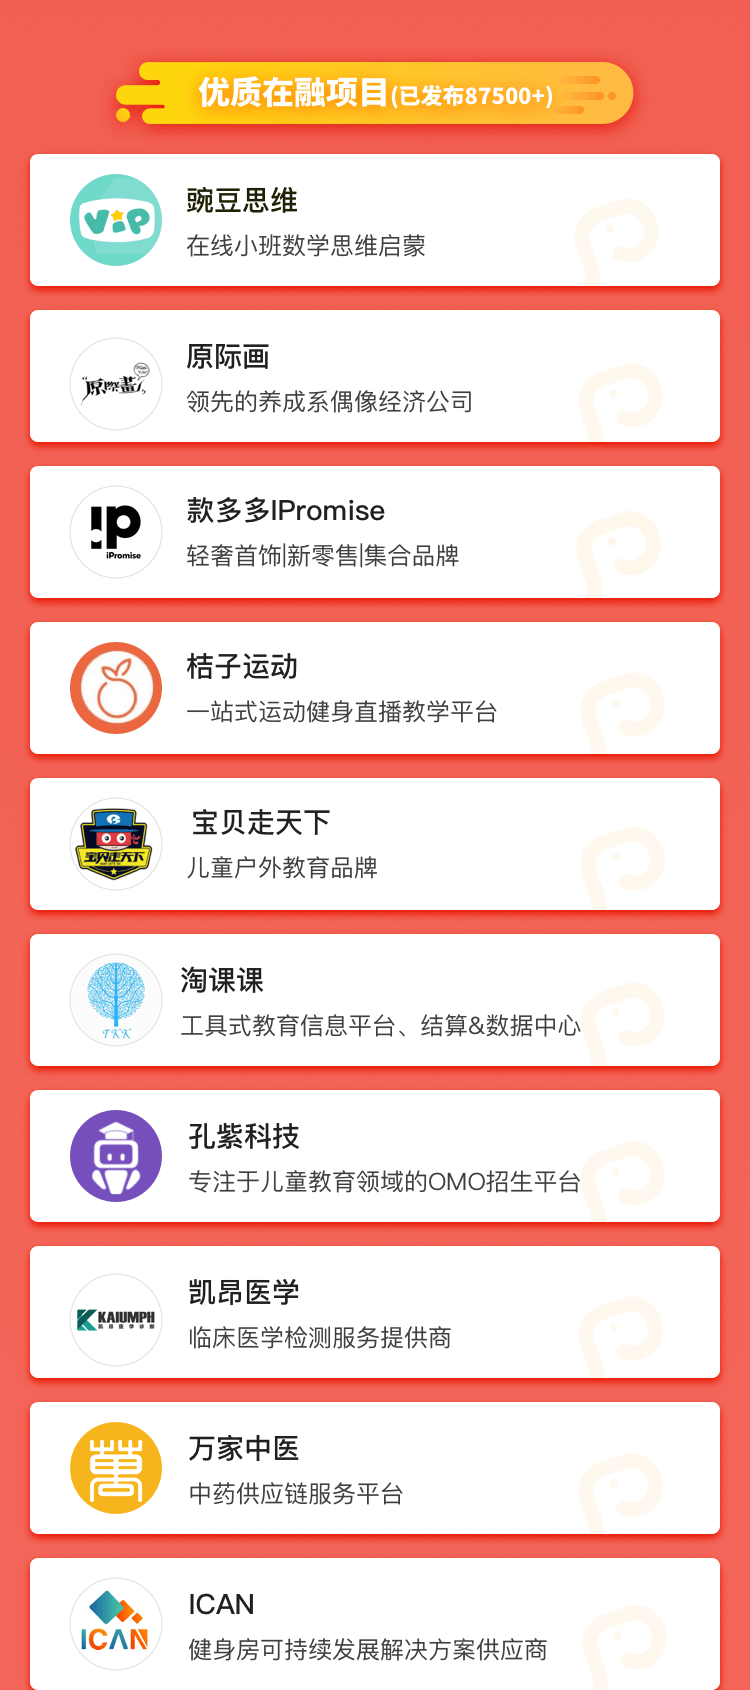 优质在融项目(已发布87500+)
VIP
豌豆思维
在线小班数学思维启蒙
原際畫
原际画
领先的养成系偶像经济公司
iP
iPromise
款多多IPromise
轻奢首饰|新零售|集合品牌
桔子运动
一站式运动健身直播教学平台
宝贝走天下
宝贝走天下
儿童户外教育品牌
TKK
淘课课
工具式教育信息平台、结算&数据中心
孔紫科技
专注于儿童教育领域的OMO招生平台
KAIUMPH
凯昂医学诊断
凯昂医学
临床医学检测服务提供商
萬
万家中医
中药供应链服务平台
ICAN
ICAN
健身房可持续发展解决方案供应商